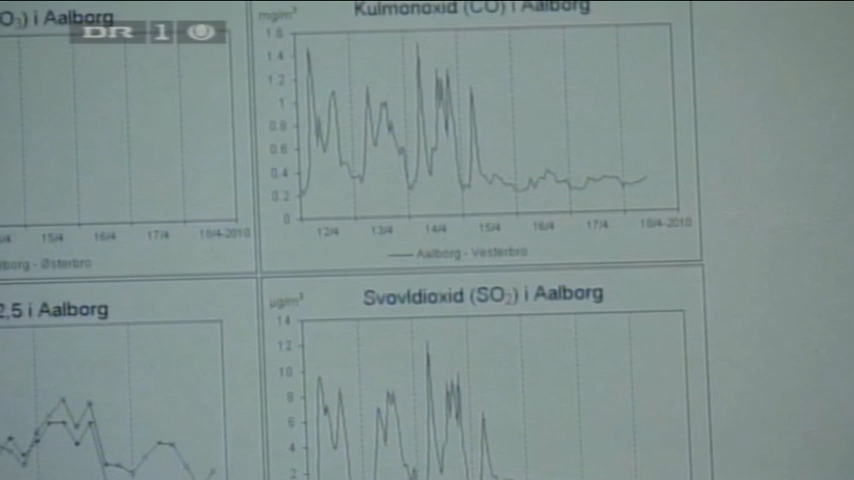 O₃) i Aalborg
DR 1
15/4 16/4 17/4 18/4-2010
borg - Østerbro
Kulmonoxid (CO) i Aalborg
mg/m³
1.6
1.4
1.2
1
0.8
0.6
0.4
0.2
0
12/4 13/4 14/4 15/4 16/4 17/4 18/4-2010
Aalborg - Vesterbro
2,5 i Aalborg
Svovldioxid (SO₂) i Aalborg
µg/m³
14
12
10
8
6
4
2